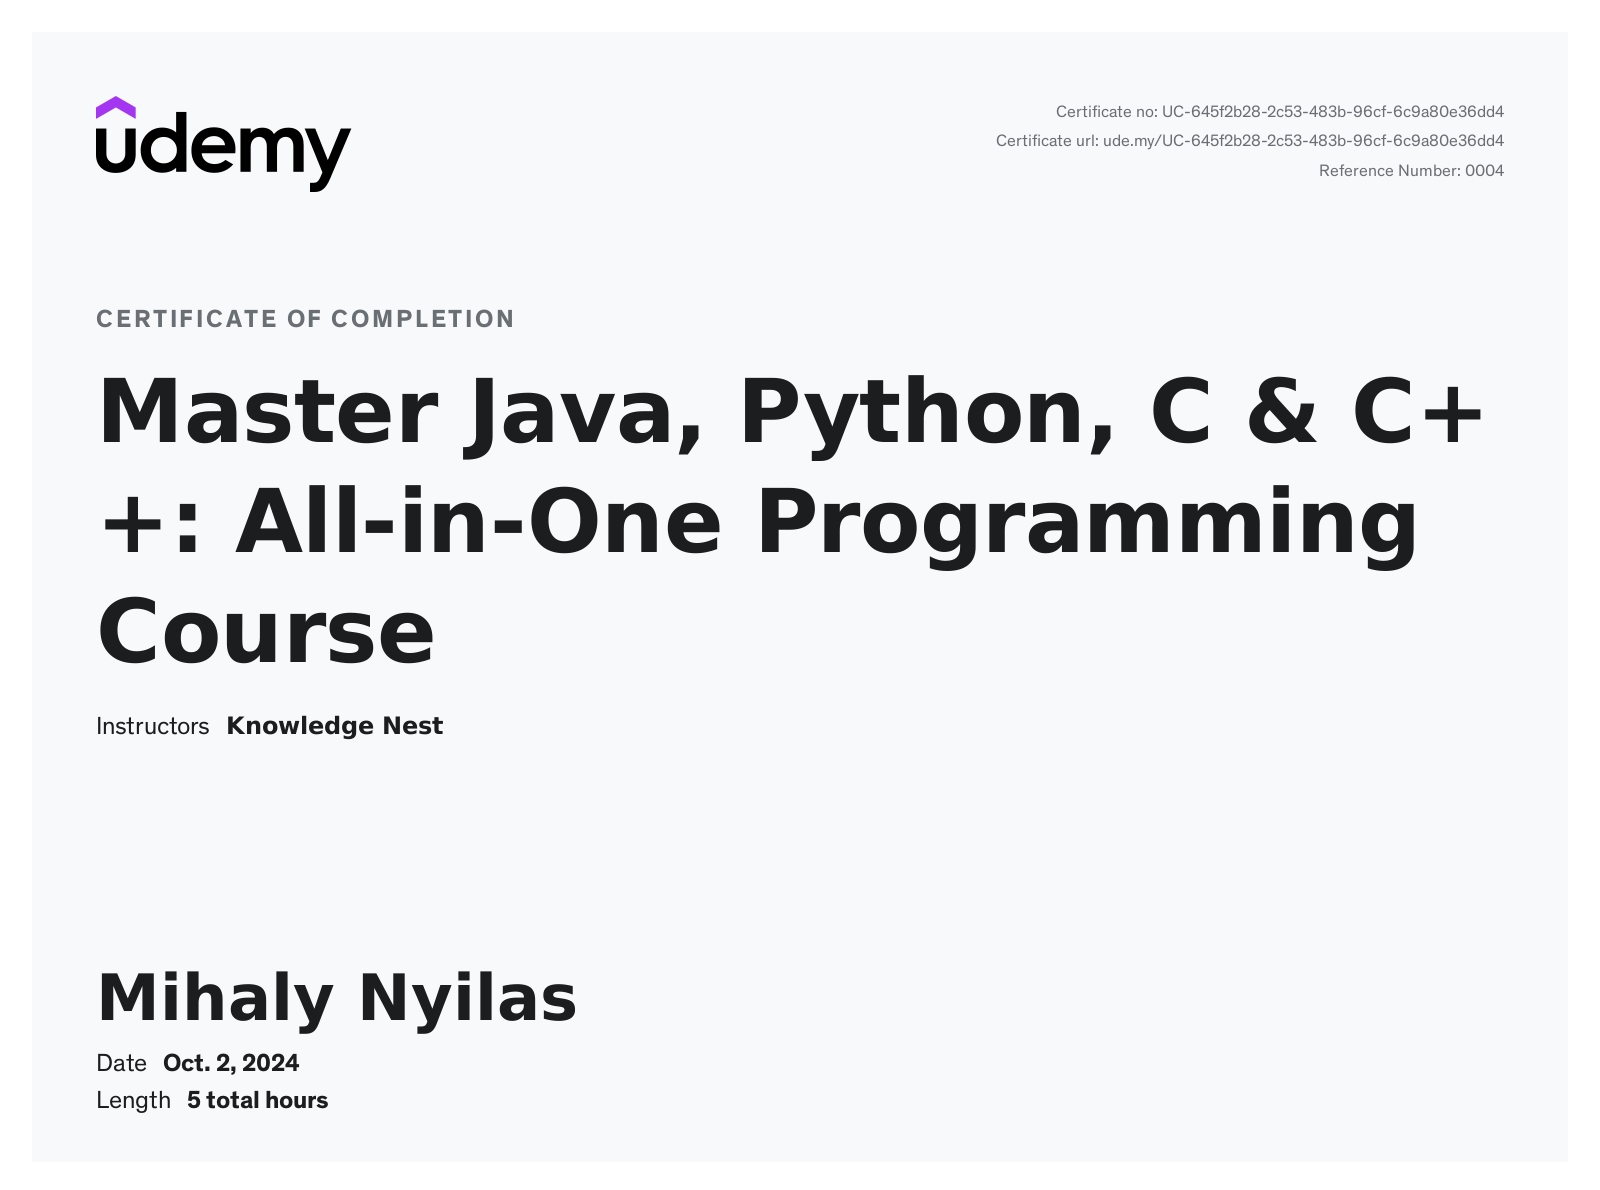 udemy
Certificate no: UC-645f2b28-2c53-483b-96cf-6c9a80e36dd4
Certificate url: ude.my/UC-645f2b28-2c53-483b-96cf-6c9a80e36dd4
Reference Number: 0004
CERTIFICATE OF COMPLETION
Master Java, Python, C & C+
+: All-in-One Programming
Course
Instructors Knowledge Nest
Mihaly Nyilas
Date Oct. 2, 2024
Length 5 total hours